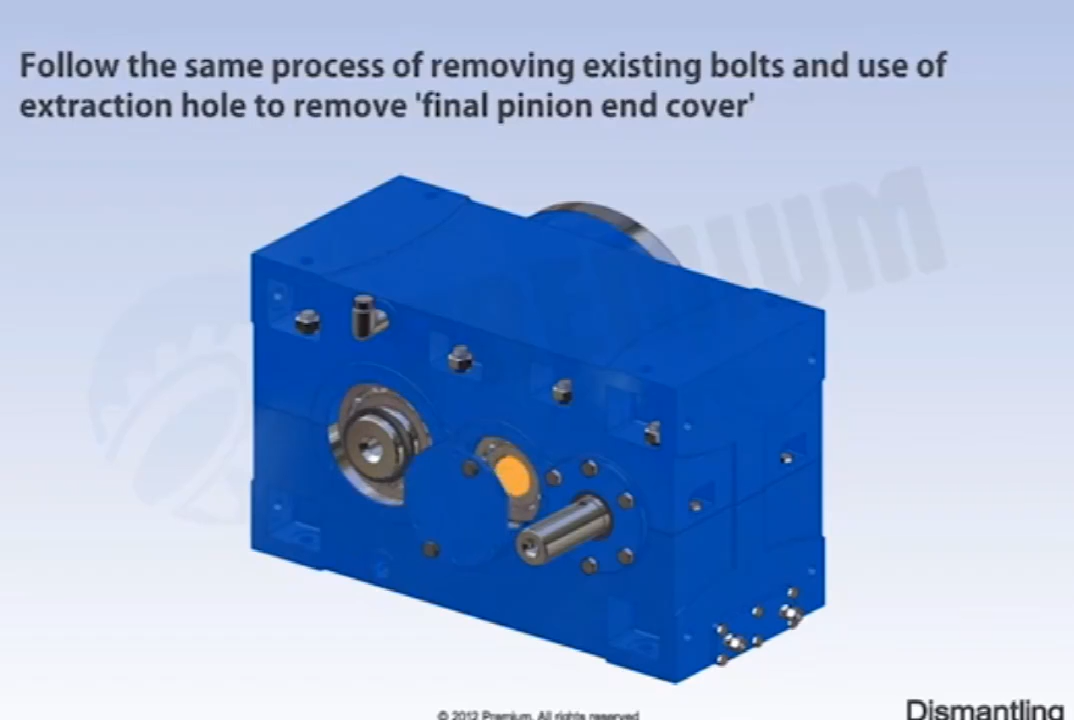 Follow the same process of removing existing bolts and use of
extraction hole to remove 'final pinion end cover'
PREMIUM
© 2012 Premium. All rights reserved
Dismantling